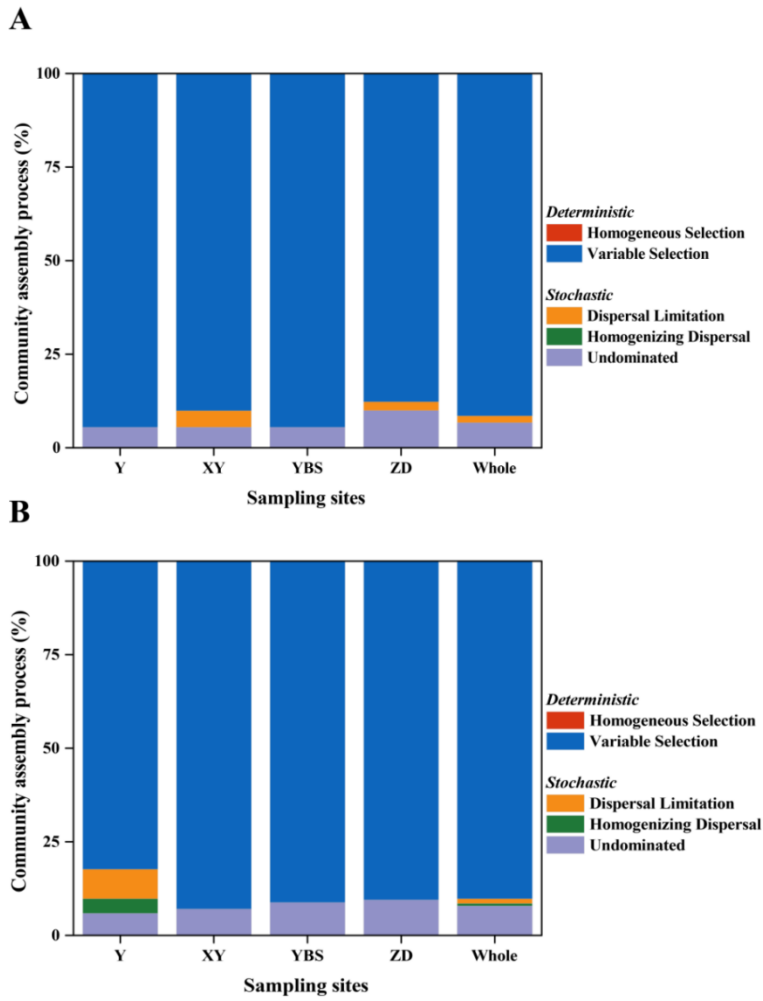 A
Community assembly process (%)
100
75
50
25
0
Y XY YBS ZD Whole
Sampling sites
Deterministic
Homogeneous Selection
Variable Selection
Stochastic
Dispersal Limitation
Homogenizing Dispersal
Undominated
B
Community assembly process (%)
100
75
50
25
0
Y XY YBS ZD Whole
Sampling sites
Deterministic
Homogeneous Selection
Variable Selection
Stochastic
Dispersal Limitation
Homogenizing Dispersal
Undominated